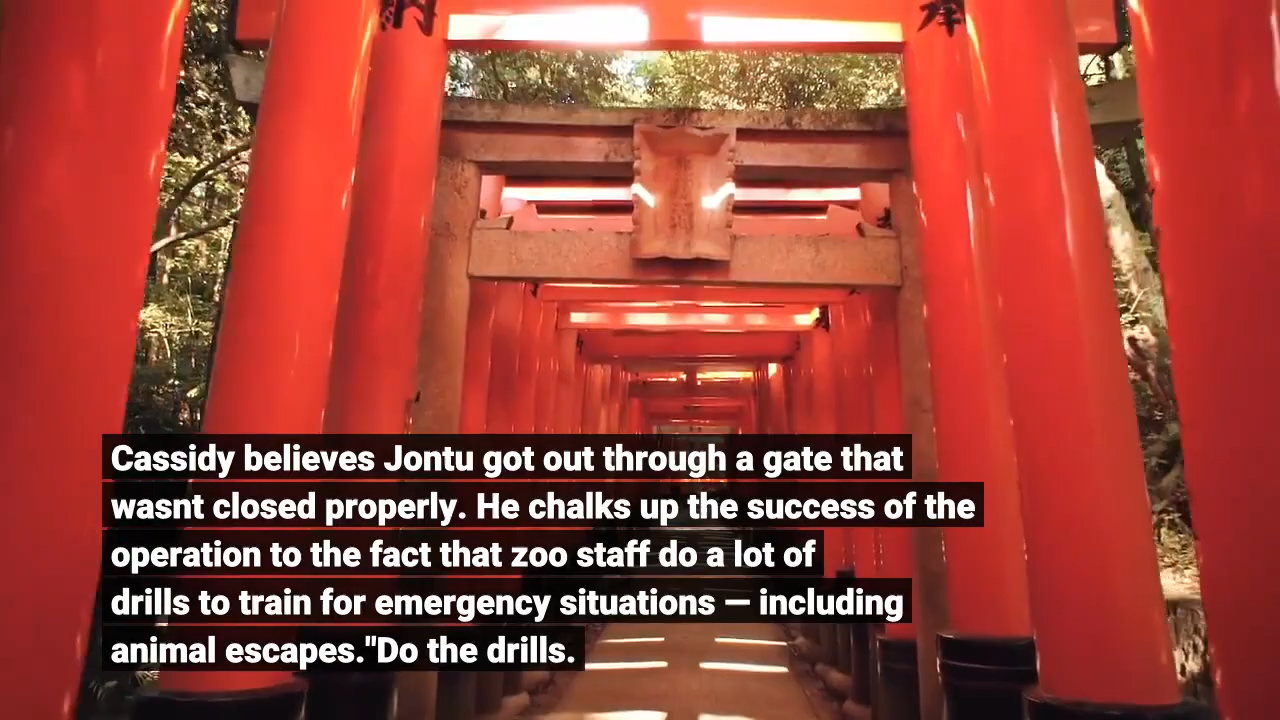 Cassidy believes Jontu got out through a gate that
wasnt closed properly. He chalks up the success of the
operation to the fact that zoo staff do a lot of
drills to train for emergency situations — including
animal escapes."Do the drills.